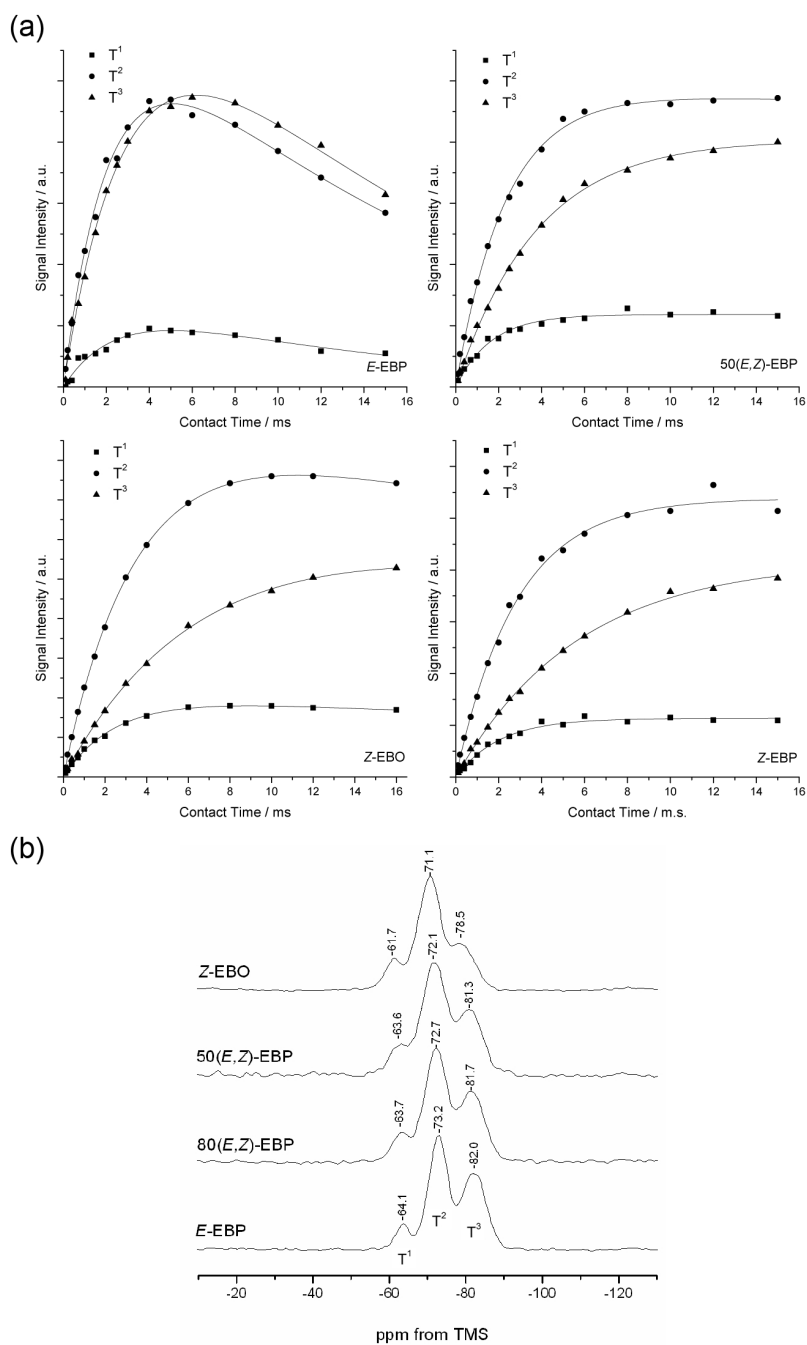 (a)
T¹
T²
T³
Signal Intensity / a.u.
E-EBP
0 2 4 6 8 10 12 14 16
Contact Time / ms
T¹
T²
T³
Signal Intensity / a.u.
50(E,Z)-EBP
0 2 4 6 8 10 12 14 16
Contact Time / ms
T¹
T²
T³
Signal Intensity / a.u.
Z-EBO
0 2 4 6 8 10 12 14 16
Contact Time / ms
T¹
T²
T³
Signal Intensity / a.u.
Z-EBP
0 2 4 6 8 10 12 14 16
Contact Time / m.s.
(b)
-61.7
-71.1
-78.5
Z-EBO
-63.6
-72.1
-81.3
50(E,Z)-EBP
-63.7
-72.7
-81.7
80(E,Z)-EBP
-64.1
-73.2
-82.0
E-EBP
T¹
T²
T³
-20 -40 -60 -80 -100 -120
ppm from TMS